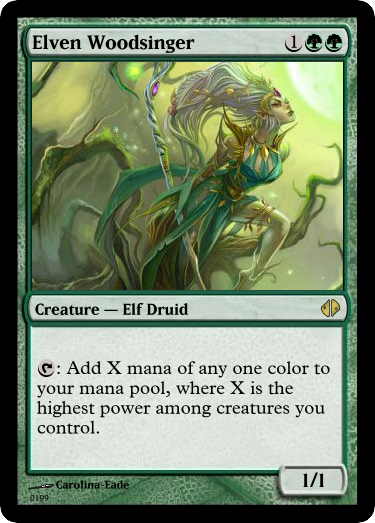 Elven Woodsinger 1
Creature — Elf Druid
: Add X mana of any one color to
your mana pool, where X is the
highest power among creatures you
control.
Carolina-Eade
1/1
0199